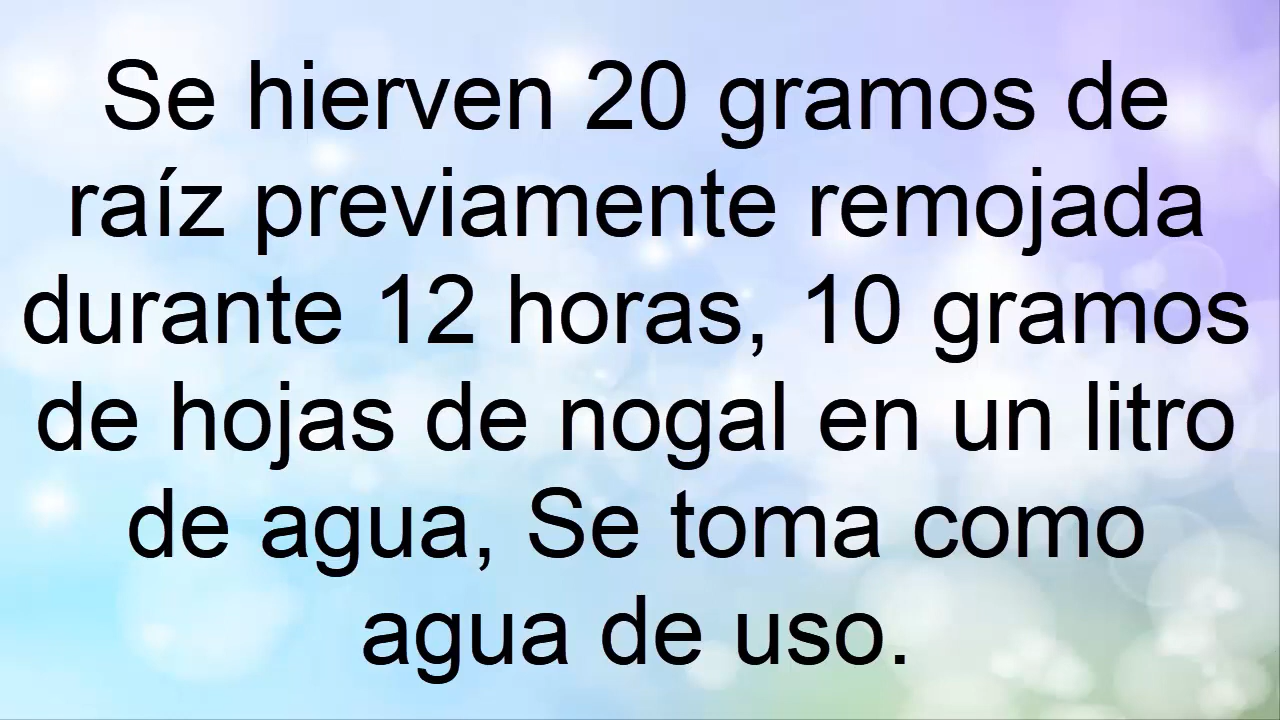 Se hierven 20 gramos de
raíz previamente remojada
durante 12 horas, 10 gramos
de hojas de nogal en un litro
de agua, Se toma como
agua de uso.